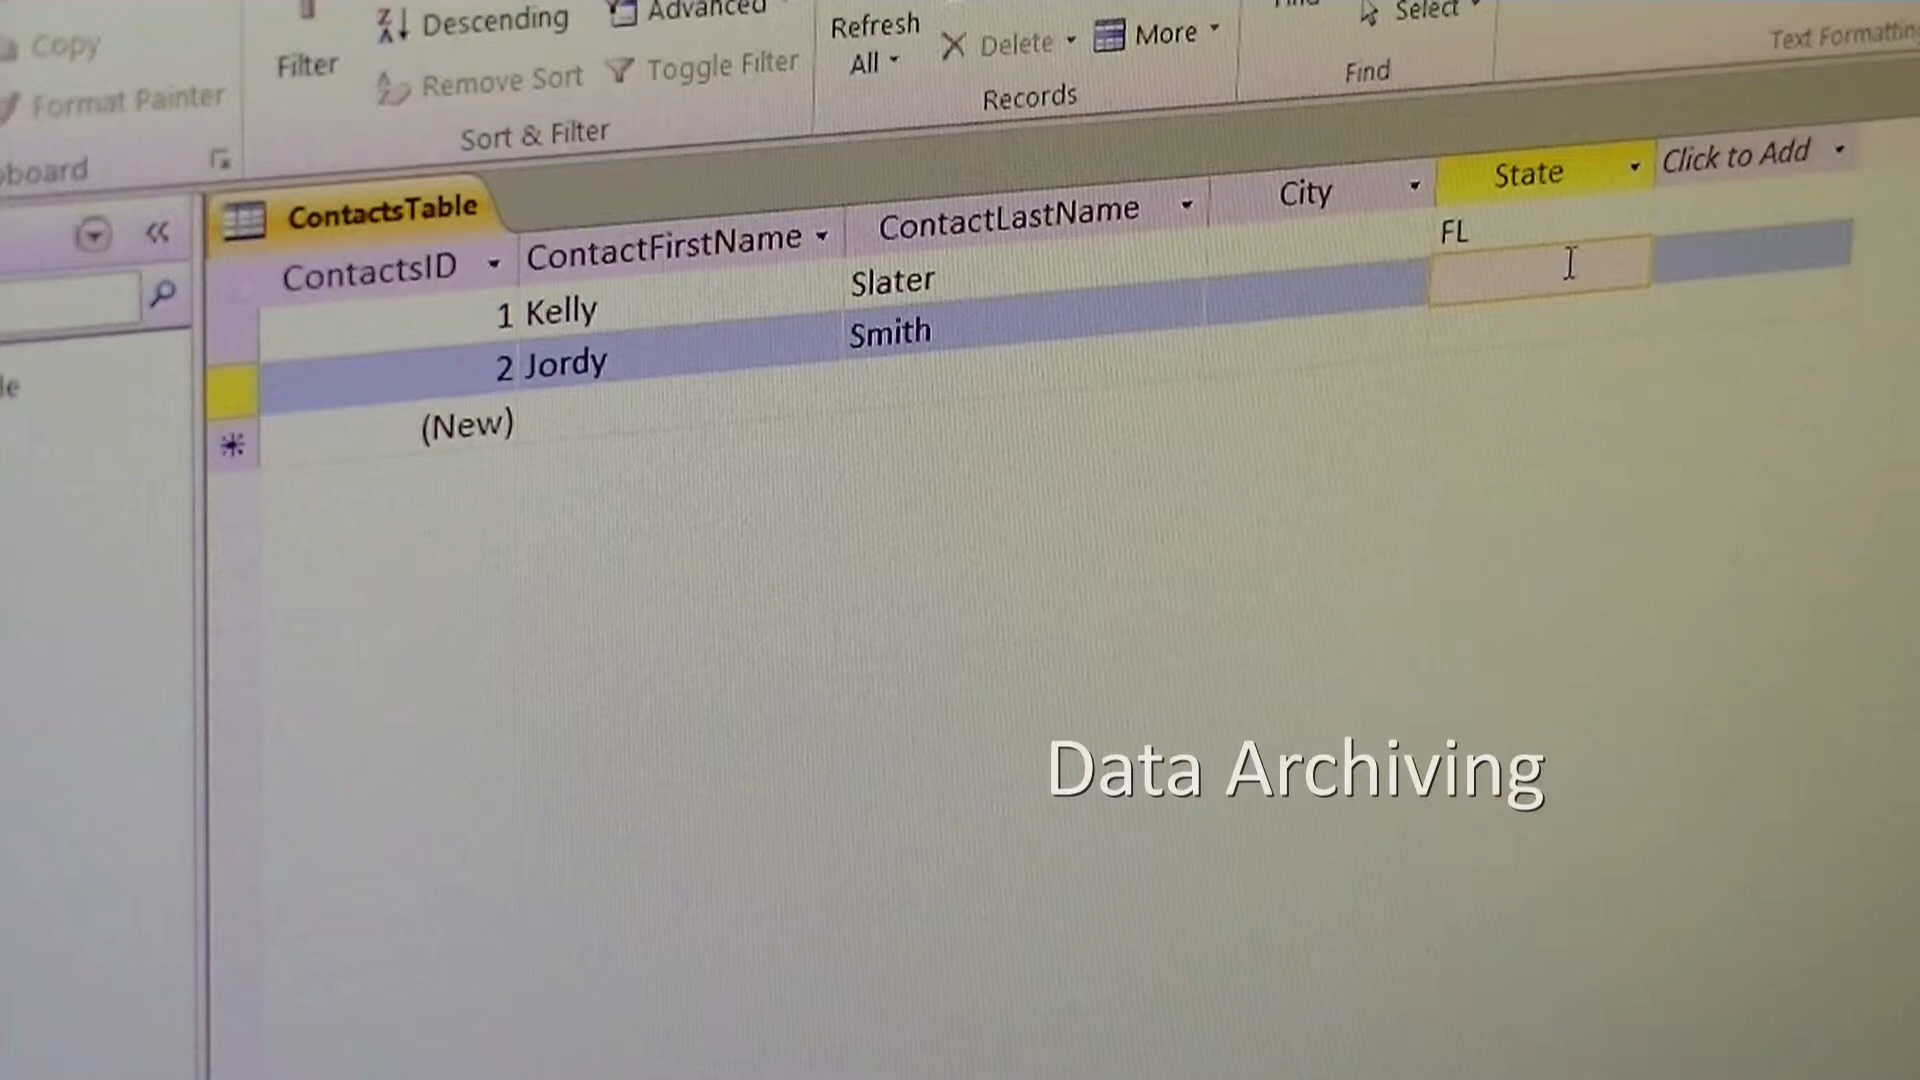 Copy
Format Painter
Filter
Descending
Remove Sort
Advanced
Toggle Filter
Sort & Filter
Refresh
All
Delete
More
Records
Select
Find
Text Formatting
ContactsTable
ContactsID ContactFirstName ContactLastName City State Click to Add
1 Kelly Slater FL
2 Jordy Smith
(New)
Data Archiving